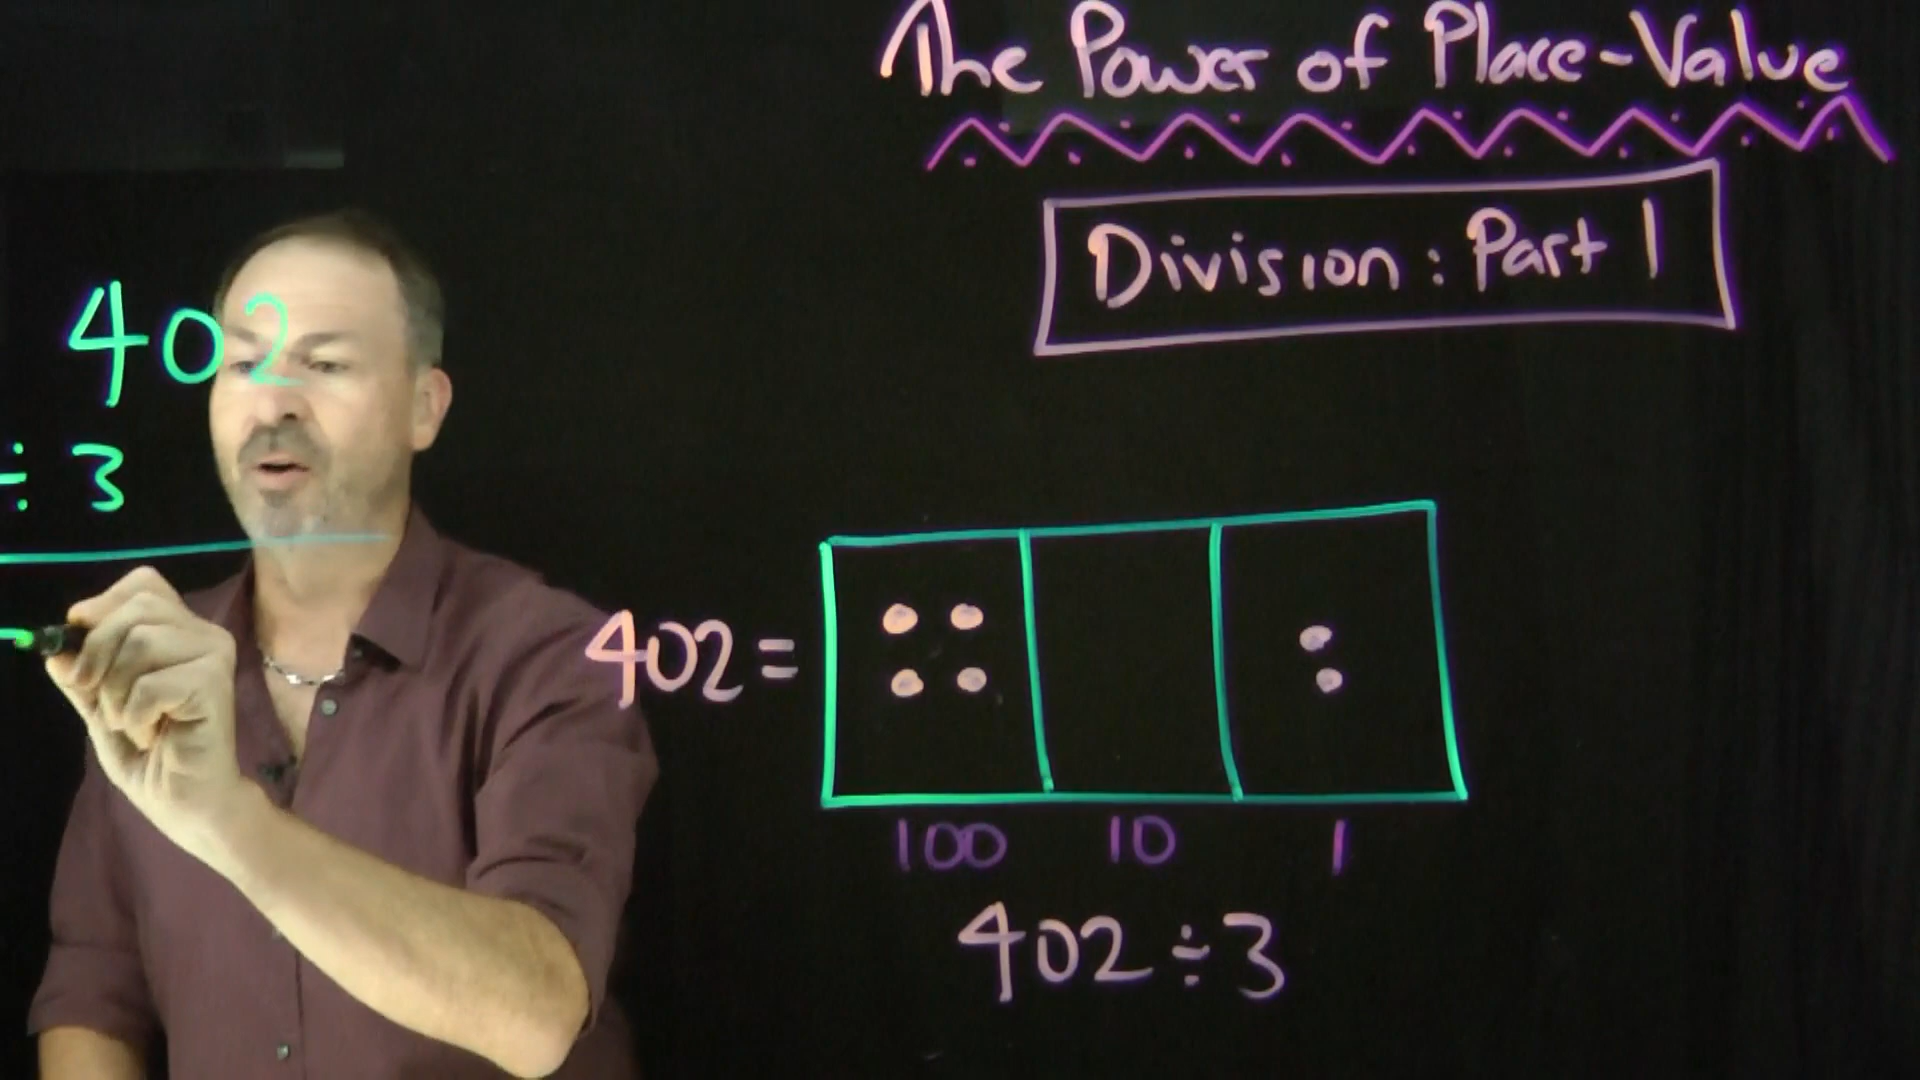 The Power of Place-Value
Division: Part 1
402
÷ 3
402 =
100 10 1
402 ÷ 3